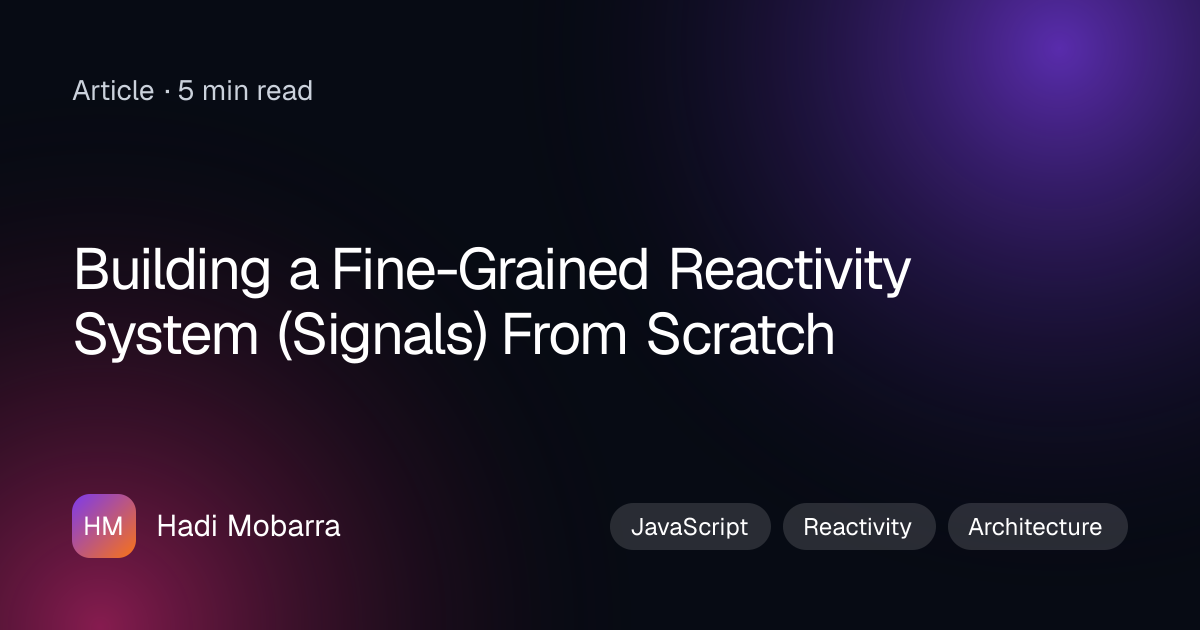 Article · 5 min read
Building a Fine-Grained Reactivity
System (Signals) From Scratch
HM
Hadi Mobarra
JavaScript
Reactivity
Architecture